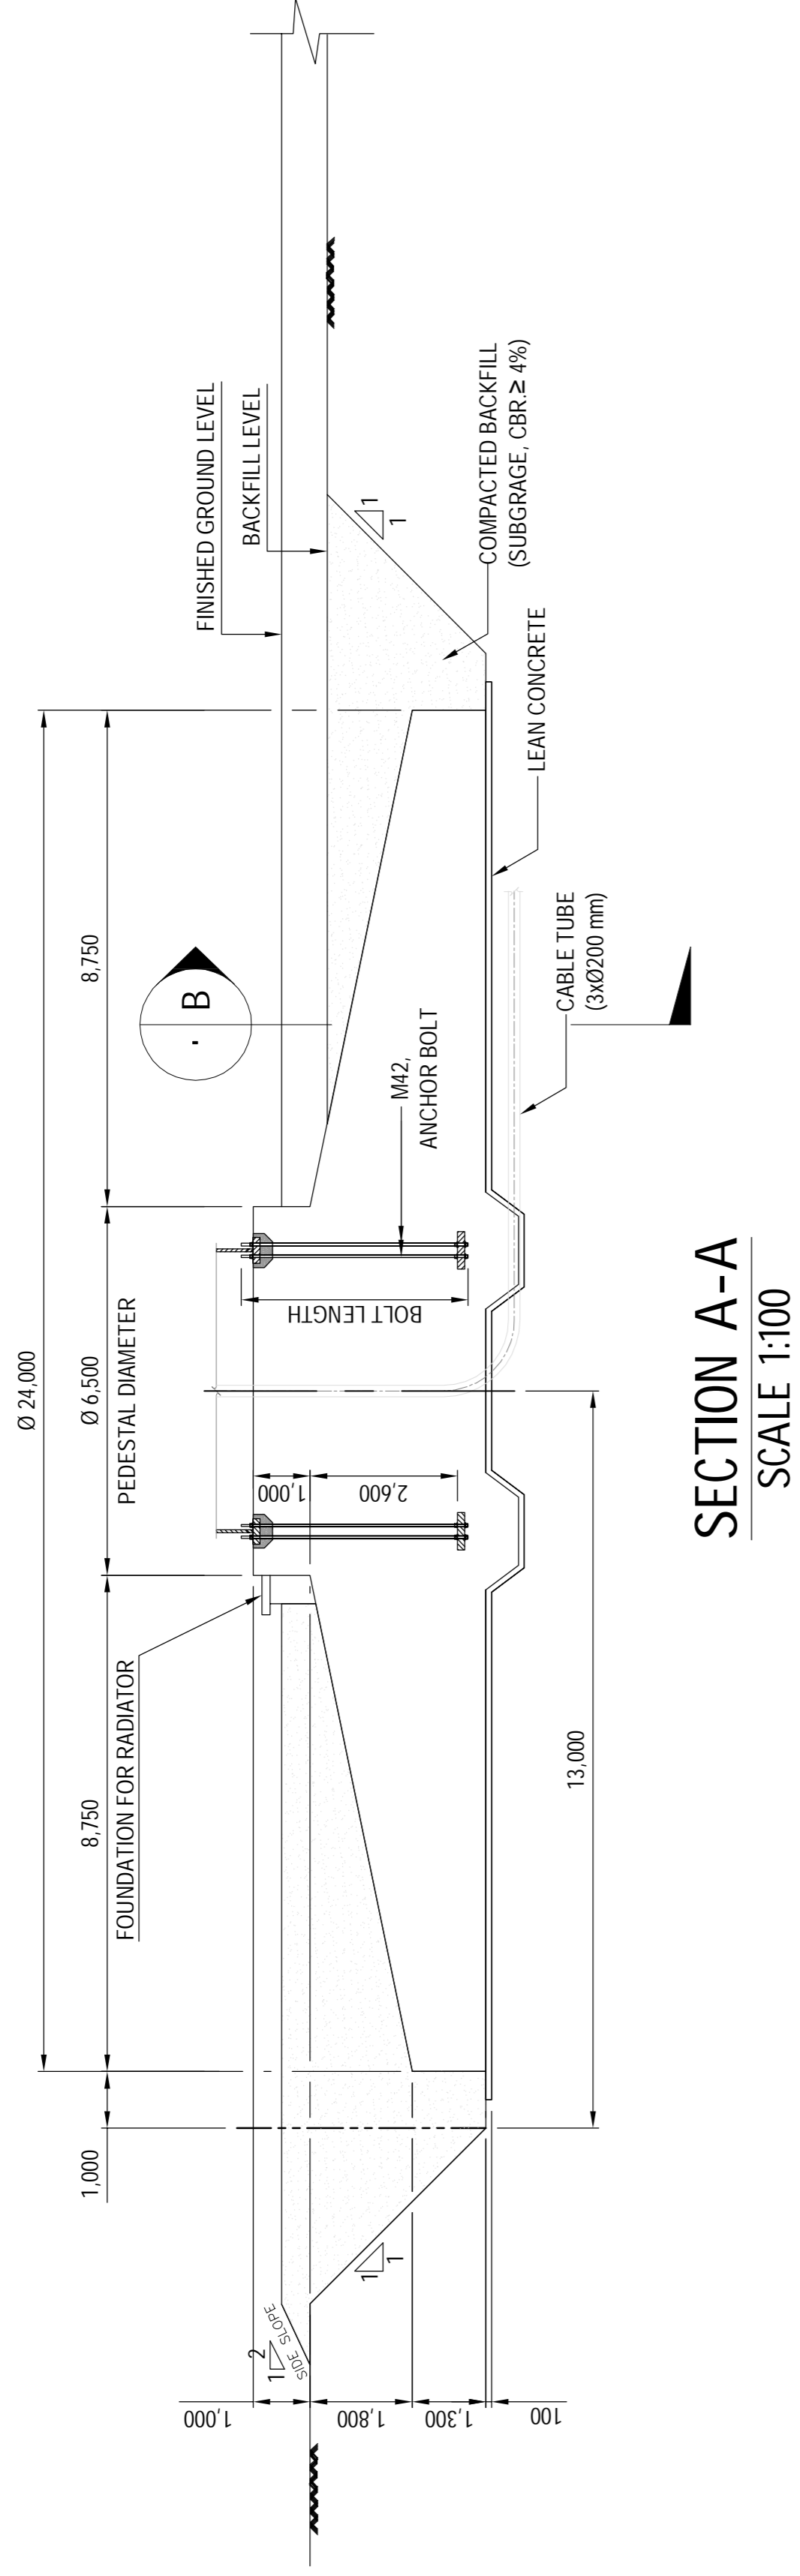 Ø 24,000
1,000
8,750
Ø 6,500
8,750
PEDESTAL DIAMETER
FOUNDATION FOR RADIATOR
FINISHED GROUND LEVEL
BACKFILL LEVEL
B
-
1
2
SIDE SLOPE
1,000
1,000
2,600
BOLT LENGTH
M42,
ANCHOR BOLT
1
1
1
1
1,800
1,300
100
COMPACTED BACKFILL
(SUBGRAGE, CBR.≥ 4%)
LEAN CONCRETE
CABLE TUBE
(3xØ200 mm)
13,000
SECTION A-A
SCALE 1:100